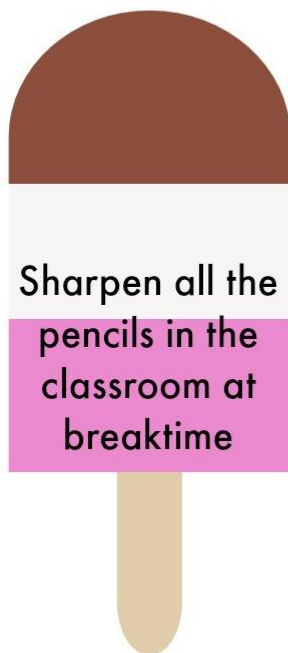 Sharpen all the
pencils in the
classroom at
breaktime